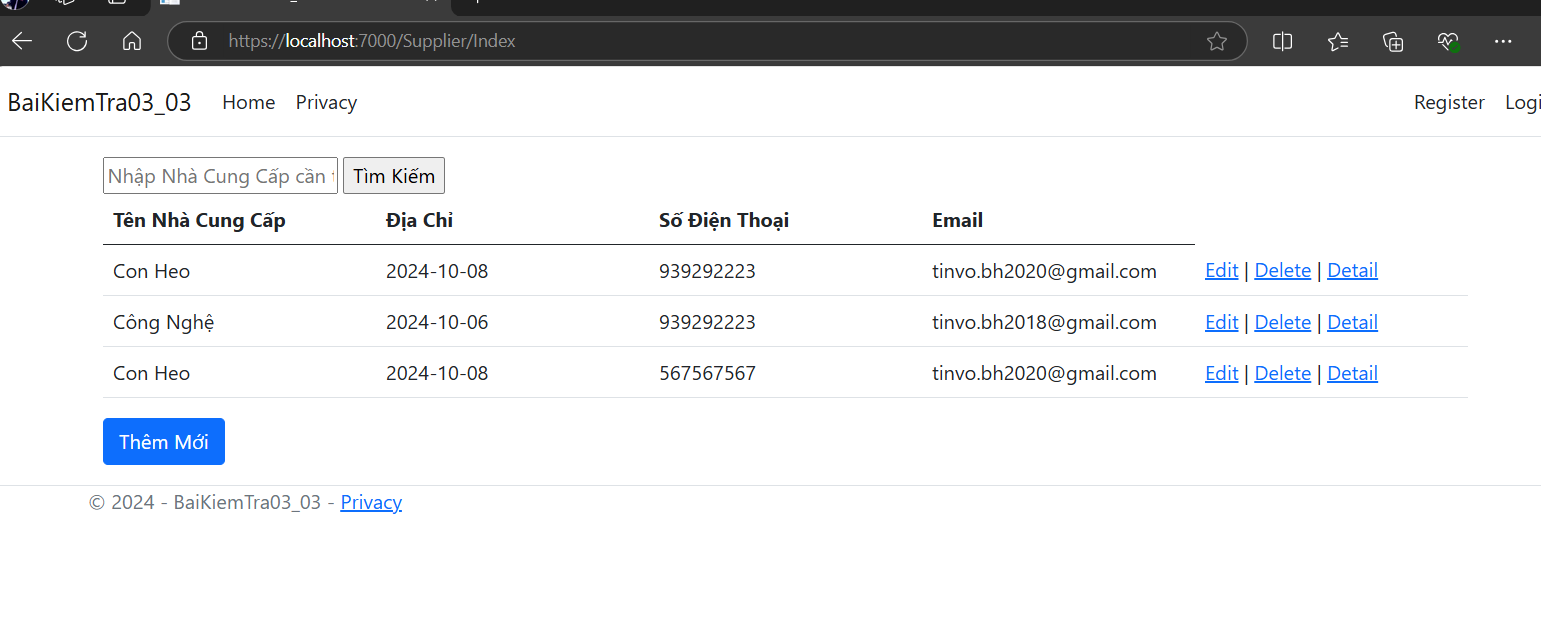 https://localhost:7000/Supplier/Index
BaiKiemTra03_03 Home Privacy Register Logi
Nhập Nhà Cung Cấp cần Tìm Kiếm
Tên Nhà Cung Cấp Địa Chỉ Số Điện Thoại Email
Con Heo 2024-10-08 939292223 tinvo.bh2020@gmail.com Edit | Delete | Detail
Công Nghệ 2024-10-06 939292223 tinvo.bh2018@gmail.com Edit | Delete | Detail
Con Heo 2024-10-08 567567567 tinvo.bh2020@gmail.com Edit | Delete | Detail
Thêm Mới
© 2024 - BaiKiemTra03_03 - Privacy